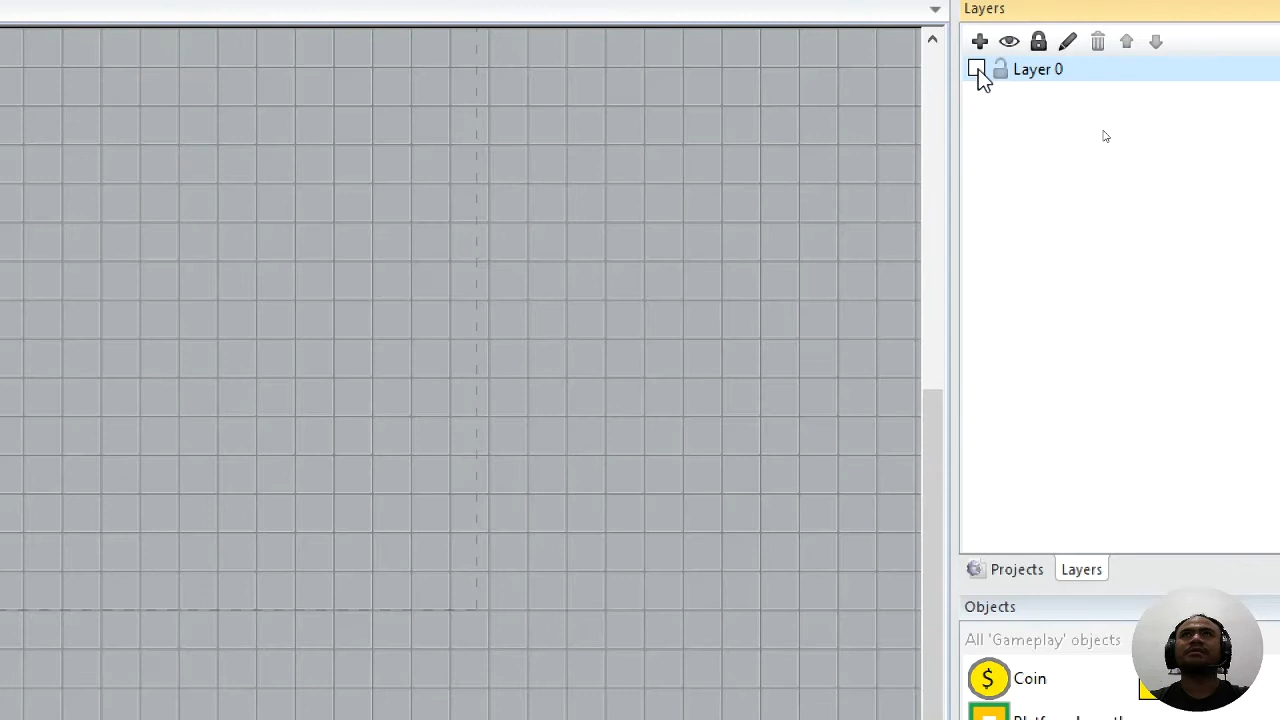 Layers
Layer 0
Projects
Layers
Objects
All 'Gameplay' objects
$ Coin